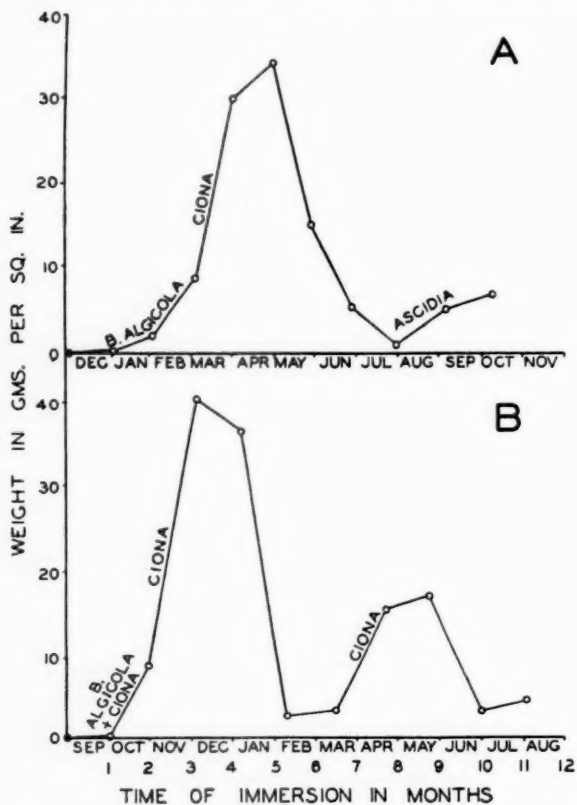 40
A
30
CIONA
20
10
B. ALGICOLA
ASCIDIA
0
DEC JAN FEB MAR APR MAY JUN JUL AUG SEP OCT NOV
WEIGHT IN GMS. PER SQ. IN.
40
B
30
CIONA
20
10
B.
ALGICOLA
+ CIONA
CIONA
0
SEP OCT NOV DEC JAN FEB MAR APR MAY JUN JUL AUG
1 2 3 4 5 6 7 8 9 10 11 12
TIME OF IMMERSION IN MONTHS